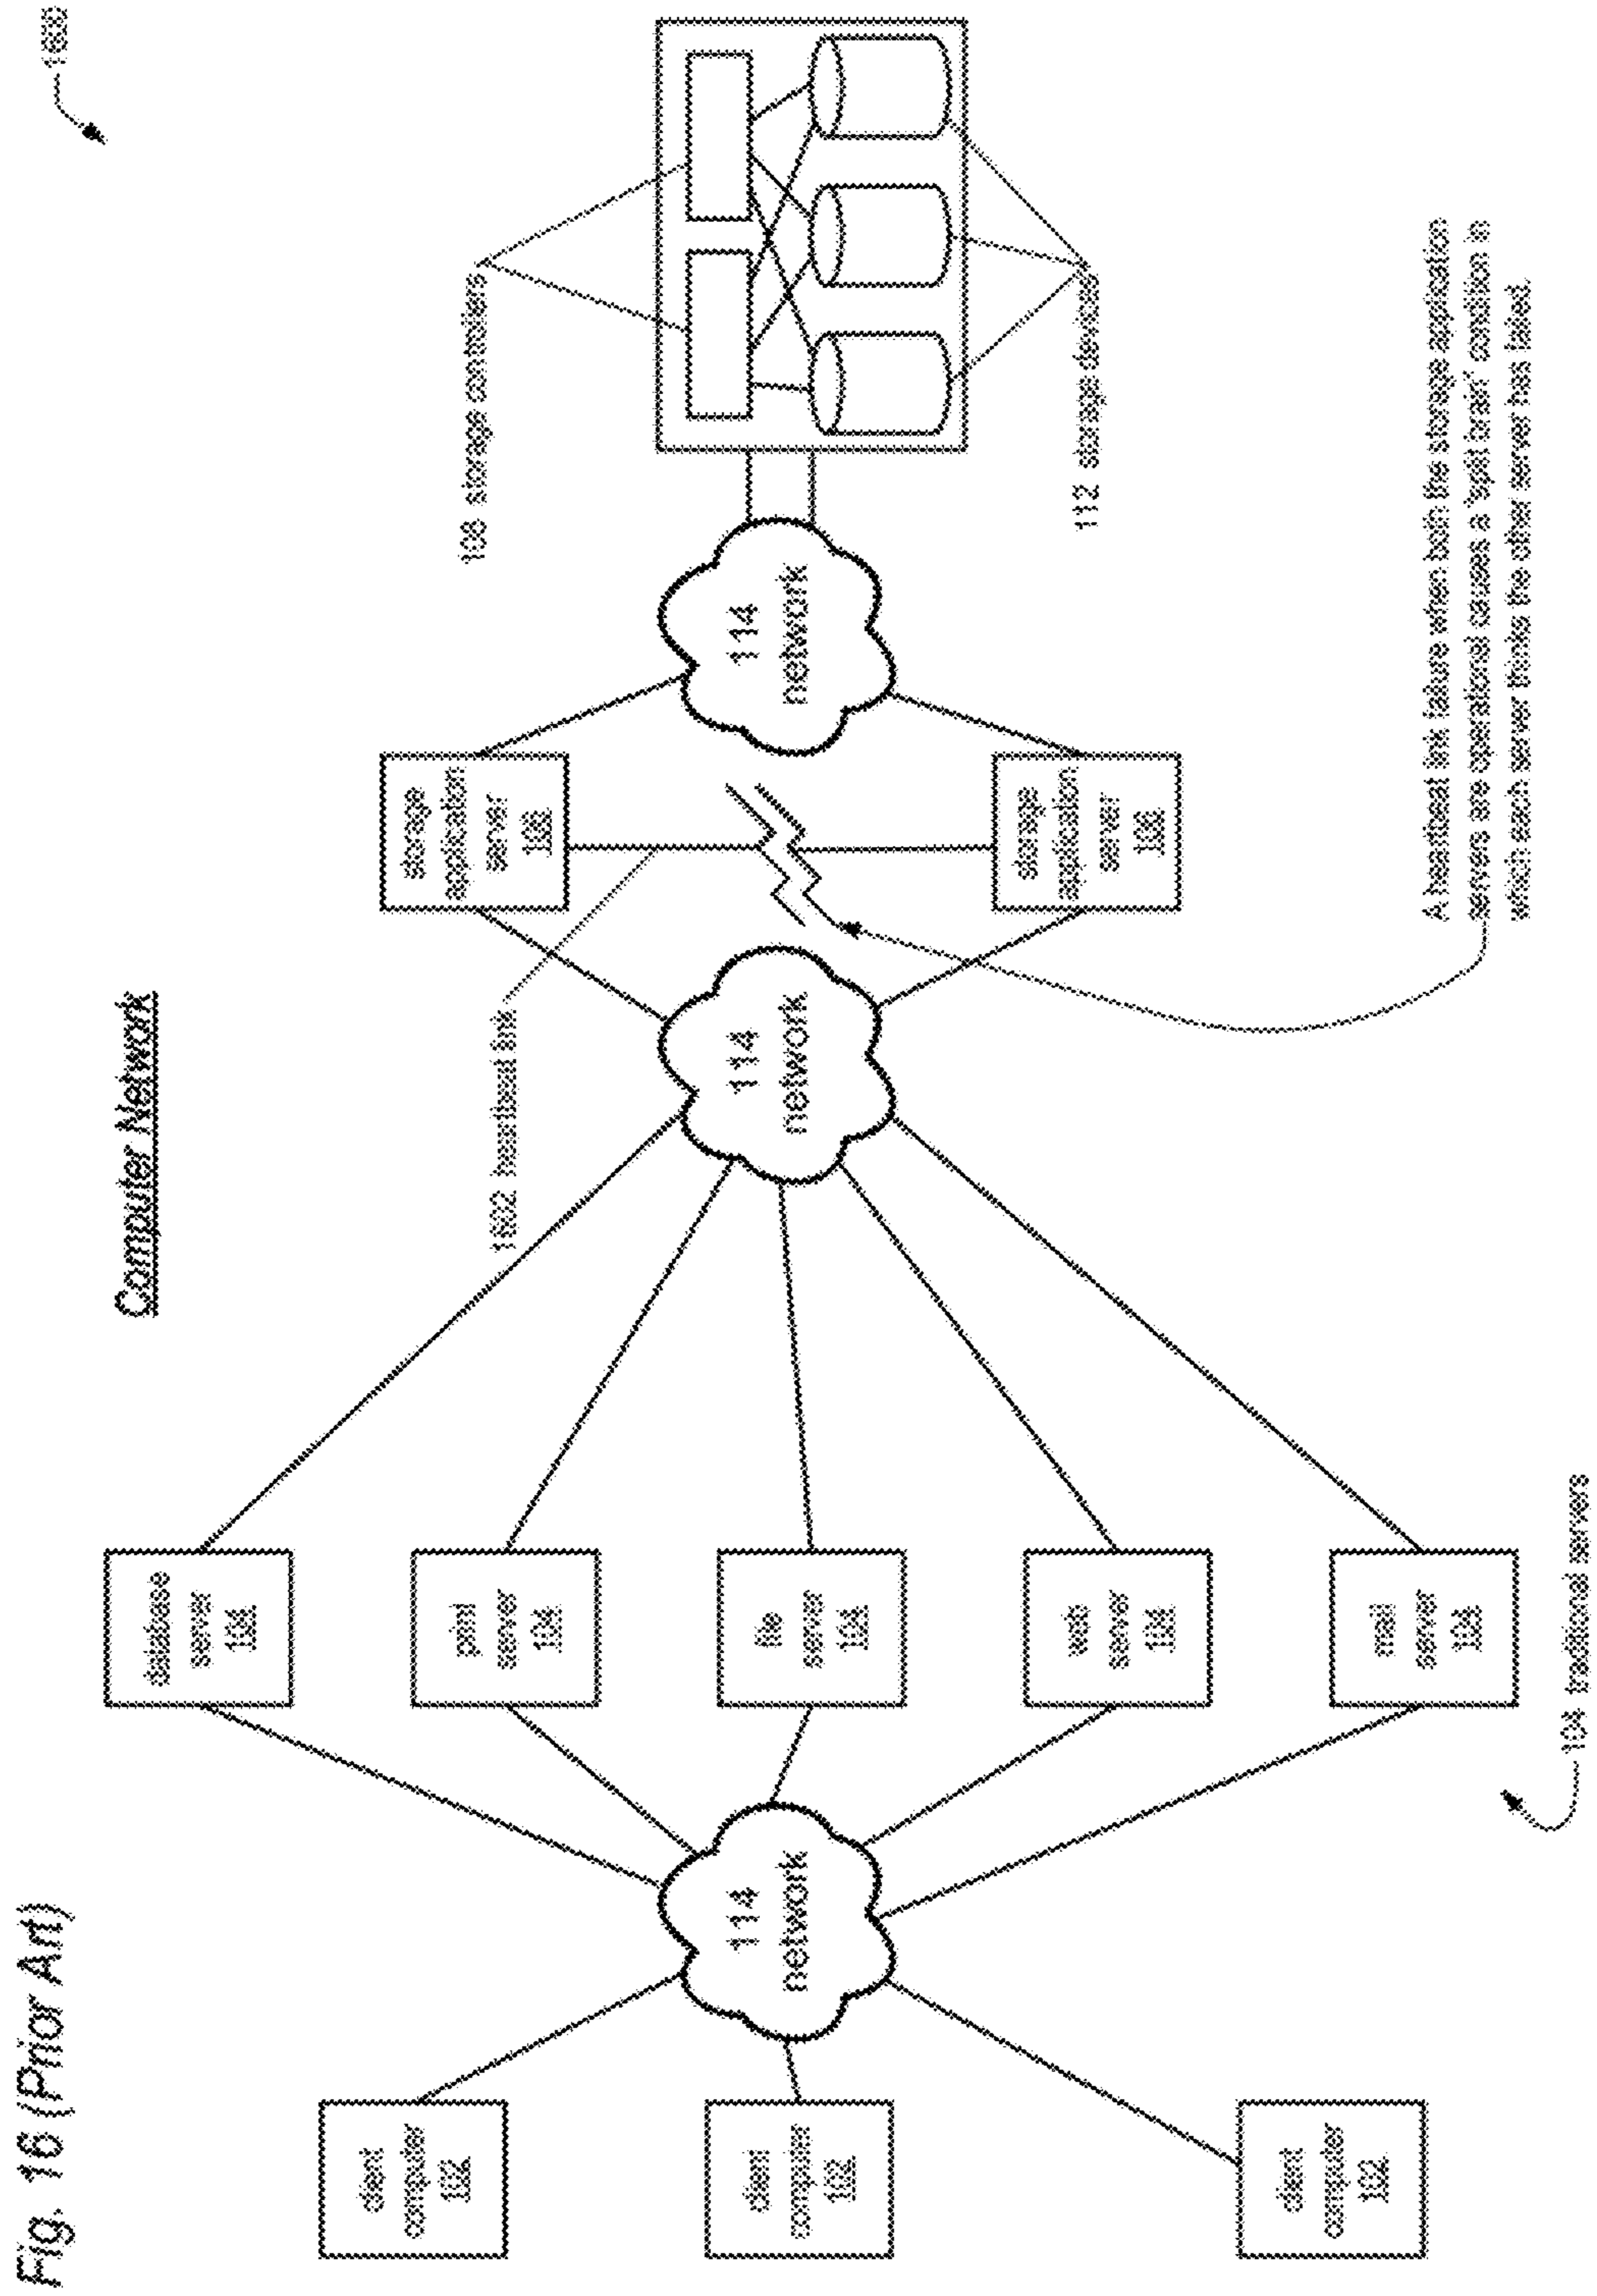 Fig. 16 (Prior Art)
Computer Network
1600
client
computer
102
client
computer
102
client
computer
102
114
network
database
server
104
print
server
104
file
server
104
web
server
104
mail
server
104
104 traditional servers
114
network
1602 heartbeat link
storage
application
server
106
storage
application
server
106
114
network
108 storage controllers
112 storage devices
A heartbeat link failure when both the storage application
servers are operational causes a "split brain" condition in
which each server thinks the other server has failed.